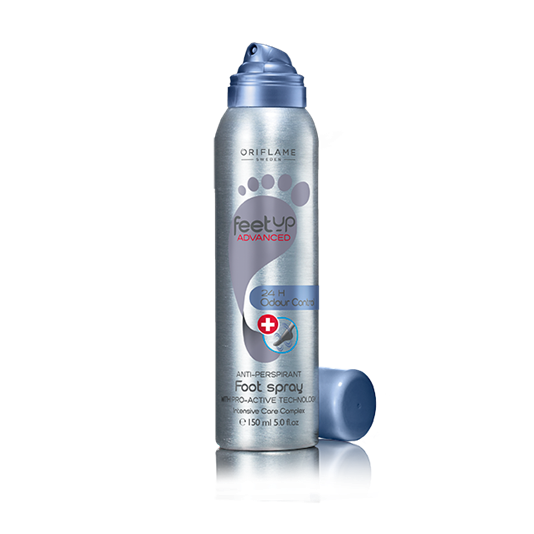 ORIFLAME
SWEDEN
feet up
ADVANCED
24 H
Odour Control
ANTI-PERSPIRANT
Foot spray
WITH PRO-ACTIVE TECHNOLOGY
Intensive Care Complex
℮ 150 ml 5.0 fl.oz